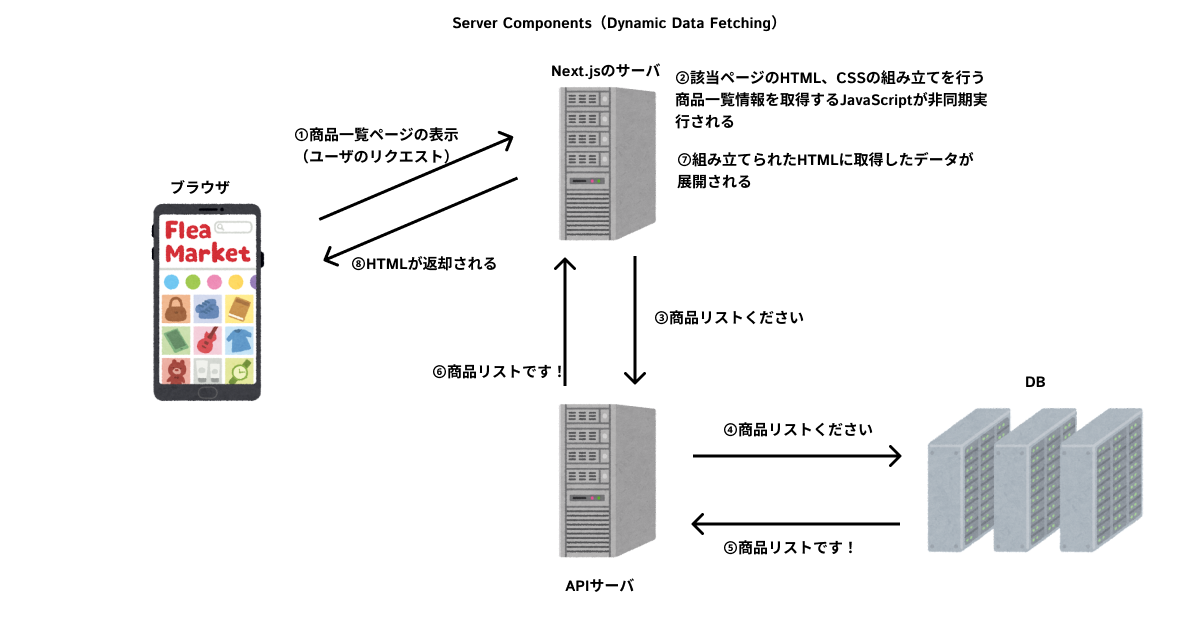 Server Components（Dynamic Data Fetching）
Next.jsのサーバ
②該当ページのHTML、CSSの組み立てを行う
商品一覧情報を取得するJavaScriptが非同期実
行される
①商品一覧ページの表示
（ユーザのリクエスト）
⑦組み立てられたHTMLに取得したデータが
展開される
ブラウザ
Flea
Market
⑧HTMLが返却される
③商品リストください
⑥商品リストです！
DB
④商品リストください
⑤商品リストです！
APIサーバ